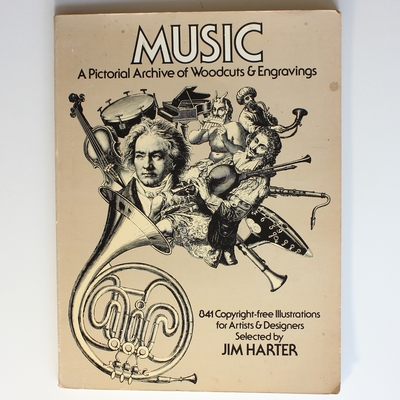 MUSIC
A Pictorial Archive of Woodcuts & Engravings
841 Copyright-free Illustrations
for Artists & Designers
Selected by
JIM HARTER